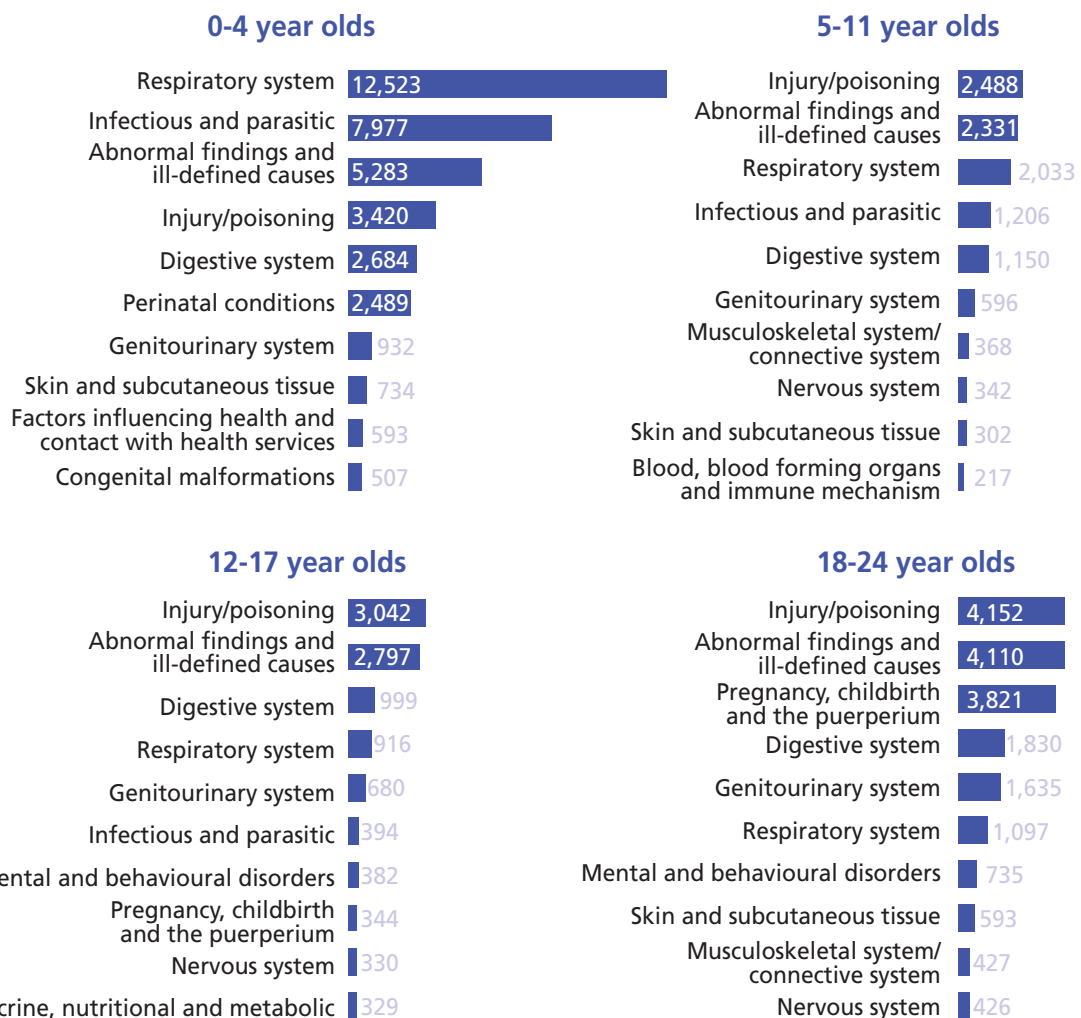 0-4 year olds
Respiratory system 12,523
Infectious and parasitic 7,977
Abnormal findings and
ill-defined causes 5,283
Injury/poisoning 3,420
Digestive system 2,684
Perinatal conditions 2,489
Genitourinary system 932
Skin and subcutaneous tissue 734
Factors influencing health and
contact with health services 593
Congenital malformations 507
5-11 year olds
Injury/poisoning 2,488
Abnormal findings and
ill-defined causes 2,331
Respiratory system 2,033
Infectious and parasitic 1,206
Digestive system 1,150
Genitourinary system 596
Musculoskeletal system/
connective system 368
Nervous system 342
Skin and subcutaneous tissue 302
Blood, blood forming organs
and immune mechanism 217
12-17 year olds
Injury/poisoning 3,042
Abnormal findings and
ill-defined causes 2,797
Digestive system 999
Respiratory system 916
Genitourinary system 680
Infectious and parasitic 394
ental and behavioural disorders 382
Pregnancy, childbirth
and the puerperium 344
Nervous system 330
crine, nutritional and metabolic 329
18-24 year olds
Injury/poisoning 4,152
Abnormal findings and
ill-defined causes 4,110
Pregnancy, childbirth
and the puerperium 3,821
Digestive system 1,830
Genitourinary system 1,635
Respiratory system 1,097
Mental and behavioural disorders 735
Skin and subcutaneous tissue 593
Musculoskeletal system/
connective system 427
Nervous system 426